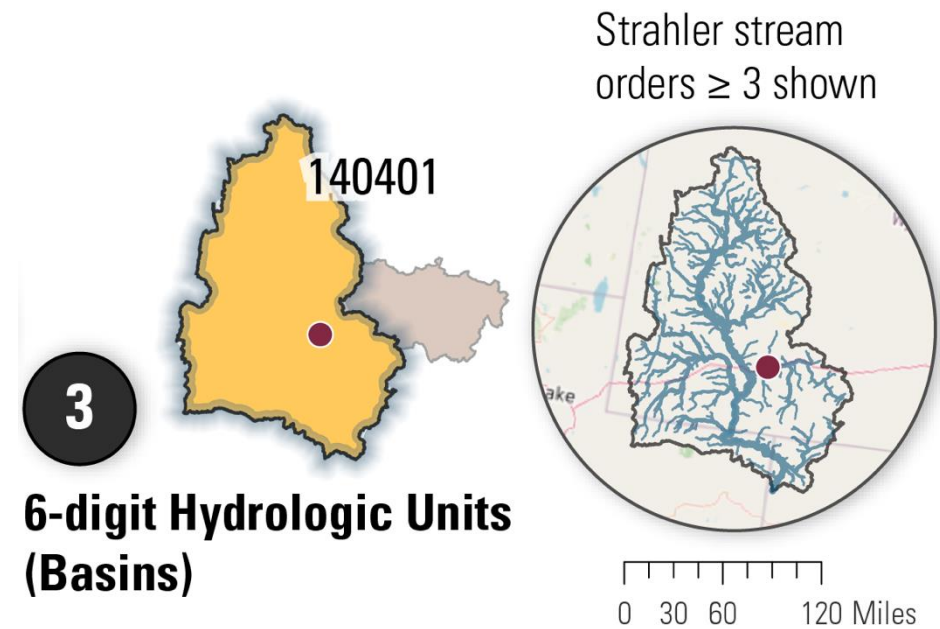 Strahler stream
orders ≥ 3 shown
140401
ake
3
6-digit Hydrologic Units
(Basins)
0 30 60 120 Miles